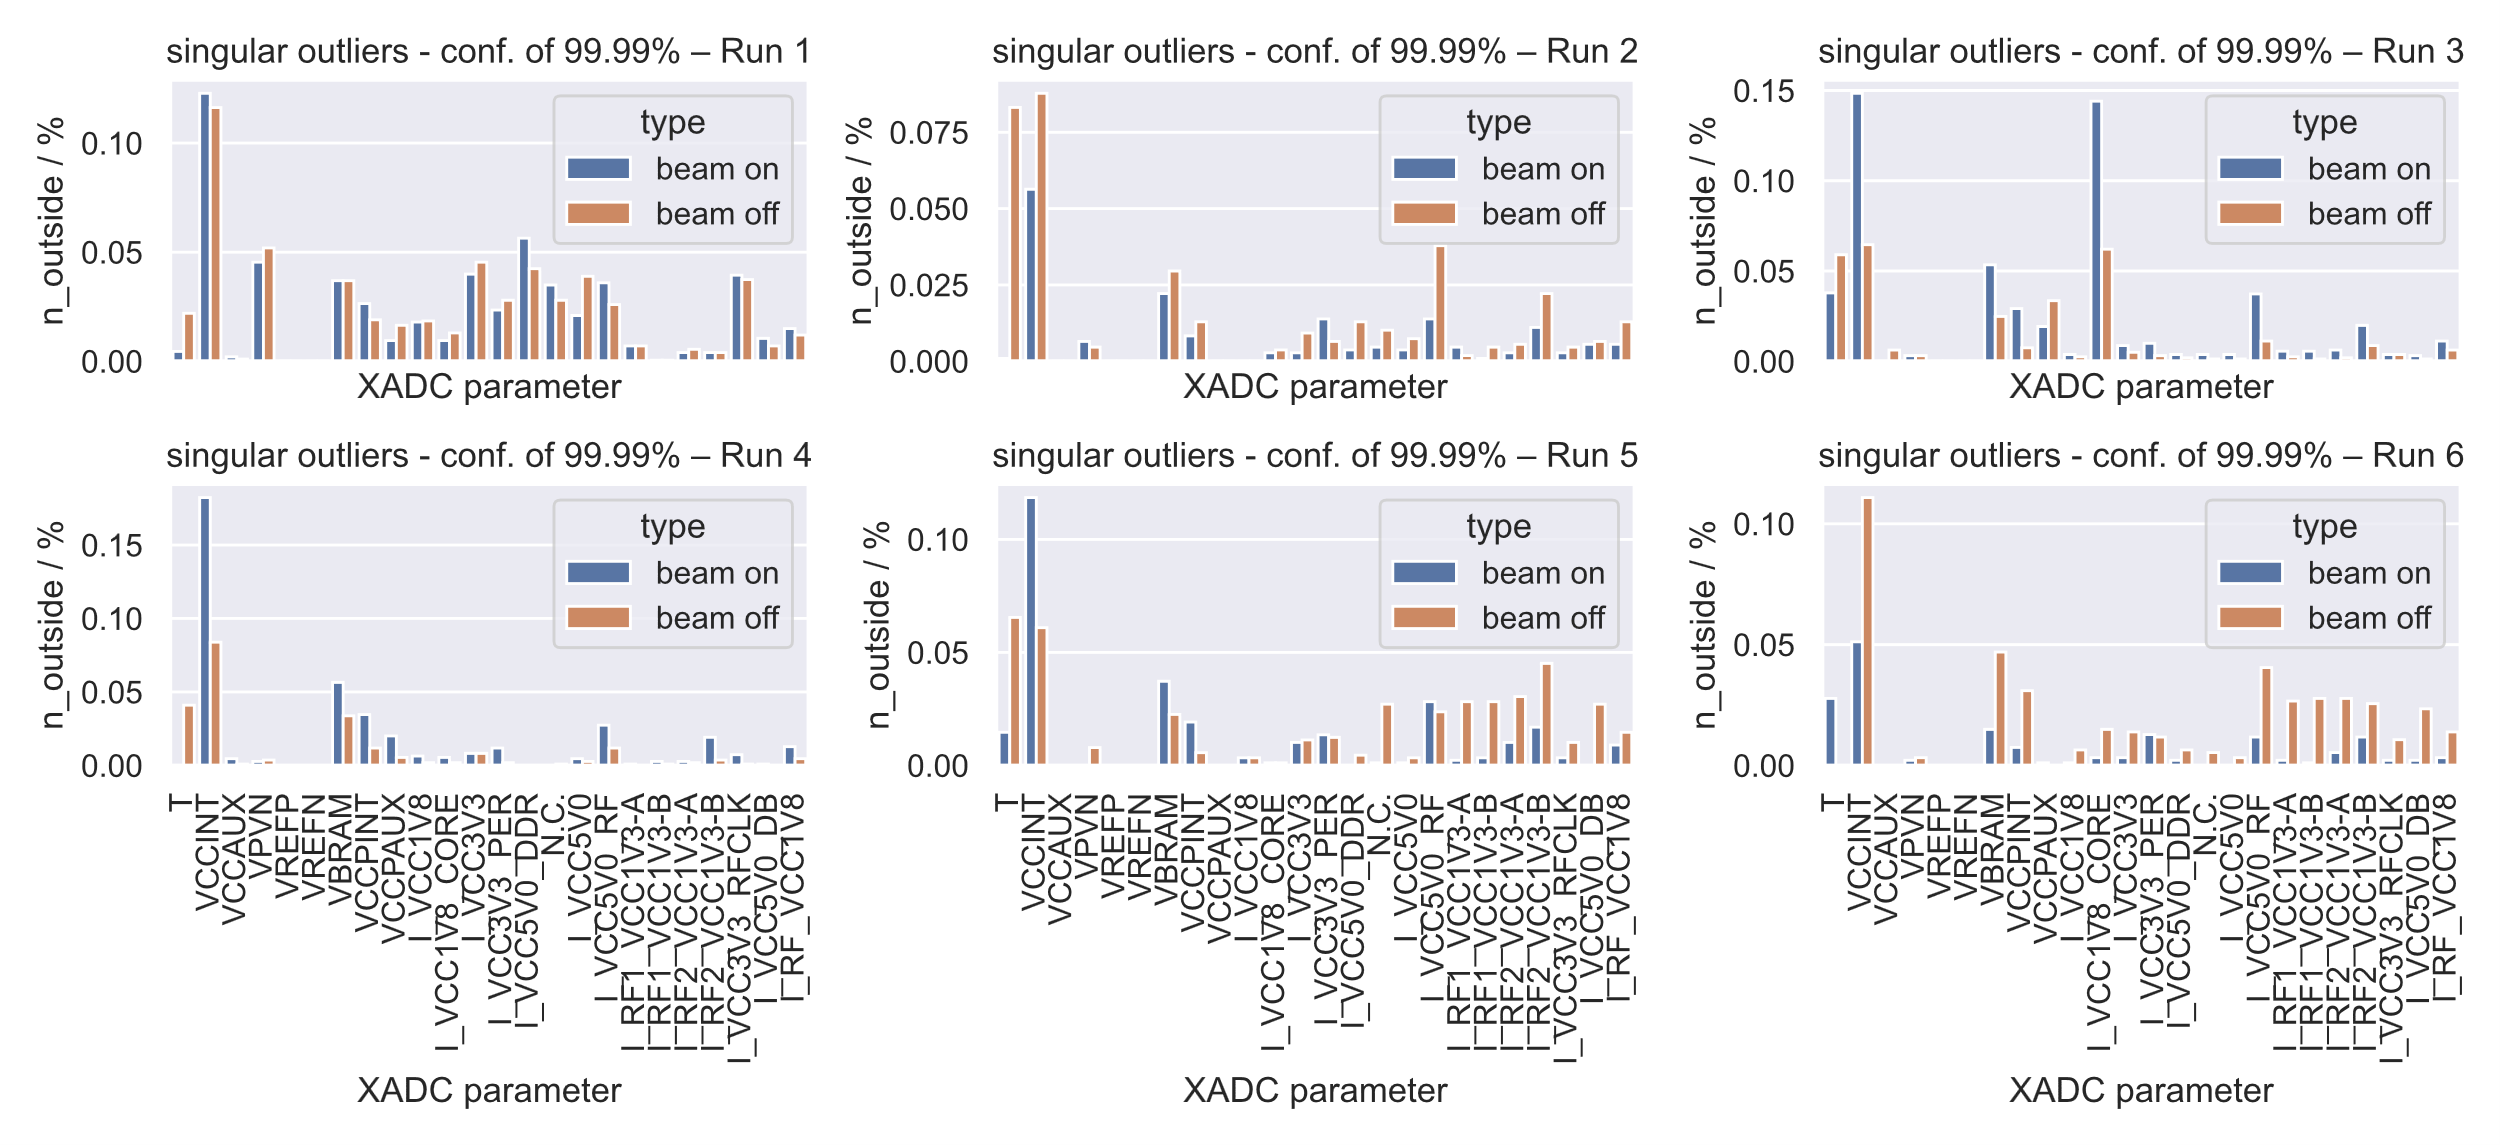 singular outliers - conf. of 99.99% – Run 1
n_outside / %
0.10
0.05
0.00
type
beam on
beam off
XADC parameter
singular outliers - conf. of 99.99% – Run 2
n_outside / %
0.075
0.050
0.025
0.000
type
beam on
beam off
XADC parameter
singular outliers - conf. of 99.99% – Run 3
n_outside / %
0.15
0.10
0.05
0.00
type
beam on
beam off
XADC parameter
singular outliers - conf. of 99.99% – Run 4
n_outside / %
0.15
0.10
0.05
0.00
type
beam on
beam off
T
VCCINT
VCCAUX
VPVN
VREFP
VREFN
VBRAM
VCCPINT
VCCPAUX
I_VCC1V8
I_VCC1V8_CORE
I_VCC3V3
I_VCC3V3_PER
I_VCC5V0_DDR
N.C.
I_VCC5V0
I_VCC5V0_RF
I_RF1_VCC1V3-A
I_RF1_VCC1V3-B
I_RF2_VCC1V3-A
I_RF2_VCC1V3-B
I_VCC3V3_RFCLK
I_VCC5V0_DB
I_RF_VCC1V8
XADC parameter
singular outliers - conf. of 99.99% – Run 5
n_outside / %
0.10
0.05
0.00
type
beam on
beam off
T
VCCINT
VCCAUX
VPVN
VREFP
VREFN
VBRAM
VCCPINT
VCCPAUX
I_VCC1V8
I_VCC1V8_CORE
I_VCC3V3
I_VCC3V3_PER
I_VCC5V0_DDR
N.C.
I_VCC5V0
I_VCC5V0_RF
I_RF1_VCC1V3-A
I_RF1_VCC1V3-B
I_RF2_VCC1V3-A
I_RF2_VCC1V3-B
I_VCC3V3_RFCLK
I_VCC5V0_DB
I_RF_VCC1V8
XADC parameter
singular outliers - conf. of 99.99% – Run 6
n_outside / %
0.10
0.05
0.00
type
beam on
beam off
T
VCCINT
VCCAUX
VPVN
VREFP
VREFN
VBRAM
VCCPINT
VCCPAUX
I_VCC1V8
I_VCC1V8_CORE
I_VCC3V3
I_VCC3V3_PER
I_VCC5V0_DDR
N.C.
I_VCC5V0
I_VCC5V0_RF
I_RF1_VCC1V3-A
I_RF1_VCC1V3-B
I_RF2_VCC1V3-A
I_RF2_VCC1V3-B
I_VCC3V3_RFCLK
I_VCC5V0_DB
I_RF_VCC1V8
XADC parameter